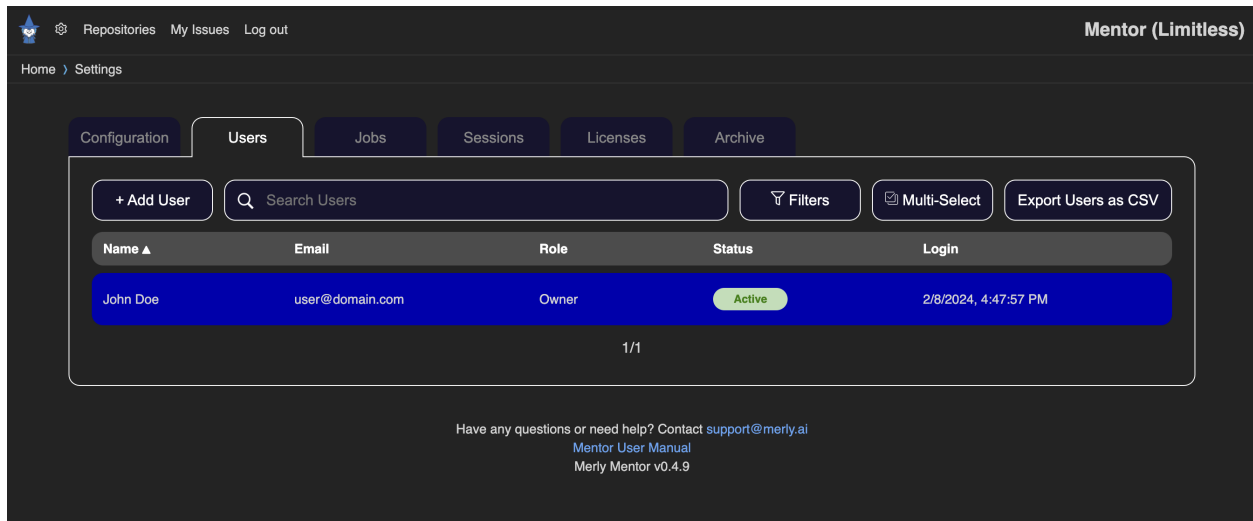 Repositories My Issues Log out Mentor (Limitless)
Home 〉 Settings
Configuration Users Jobs Sessions Licenses Archive
+ Add User Search Users Filters Multi-Select Export Users as CSV
Name ▲ Email Role Status Login
John Doe user@domain.com Owner Active 2/8/2024, 4:47:57 PM
1/1
Have any questions or need help? Contact support@merly.ai
Mentor User Manual
Merly Mentor v0.4.9